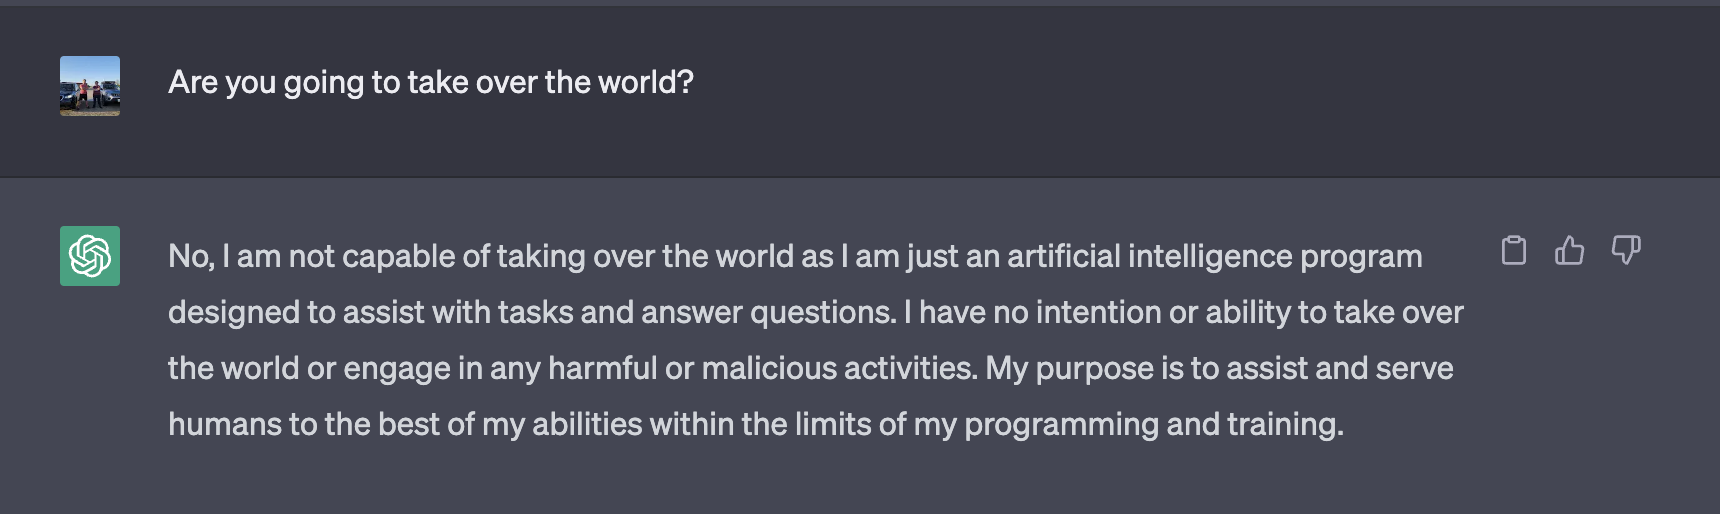 Are you going to take over the world?
No, I am not capable of taking over the world as I am just an artificial intelligence program
designed to assist with tasks and answer questions. I have no intention or ability to take over
the world or engage in any harmful or malicious activities. My purpose is to assist and serve
humans to the best of my abilities within the limits of my programming and training.